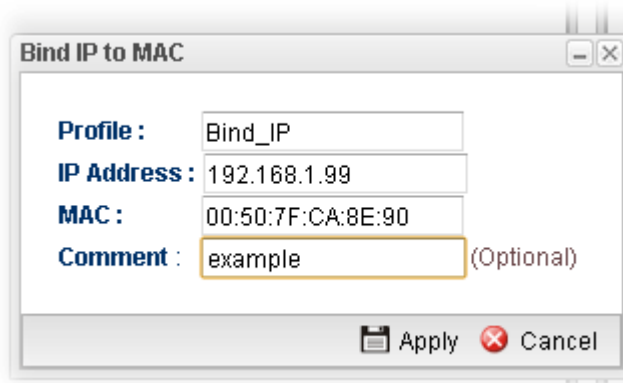 Bind IP to MAC
Profile : Bind_IP
IP Address : 192.168.1.99
MAC : 00:50:7F:CA:8E:90
Comment : example (Optional)
Apply Cancel